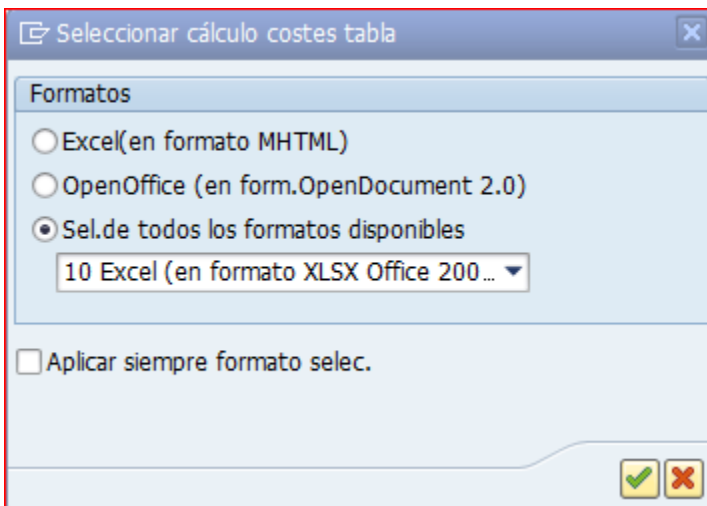 Seleccionar cálculo costes tabla
Formatos
Excel(en formato MHTML)
OpenOffice (en form.OpenDocument 2.0)
Sel.de todos los formatos disponibles
10 Excel (en formato XLSX Office 200...
Aplicar siempre formato selec.